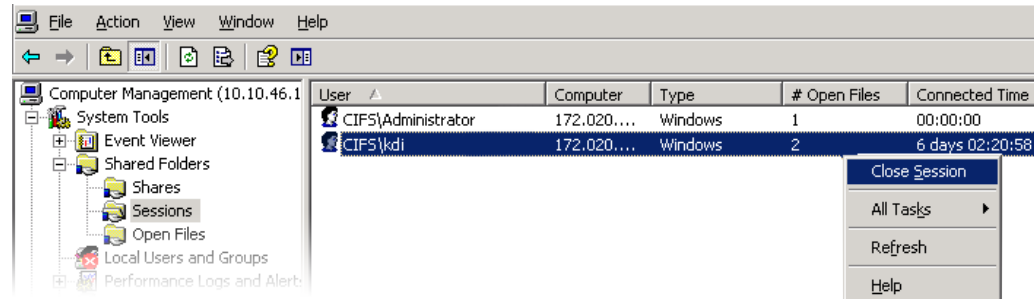 File Action View Window Help
Computer Management (10.10.46.1
System Tools
Event Viewer
Shared Folders
Shares
Sessions
Open Files
Local Users and Groups
Performance Logs and Alert
User Computer Type # Open Files Connected Time
CIFS\Administrator 172.020.... Windows 1 00:00:00
CIFS\kdi 172.020.... Windows 2 6 days 02:20:58
Close Session
All Tasks
Refresh
Help